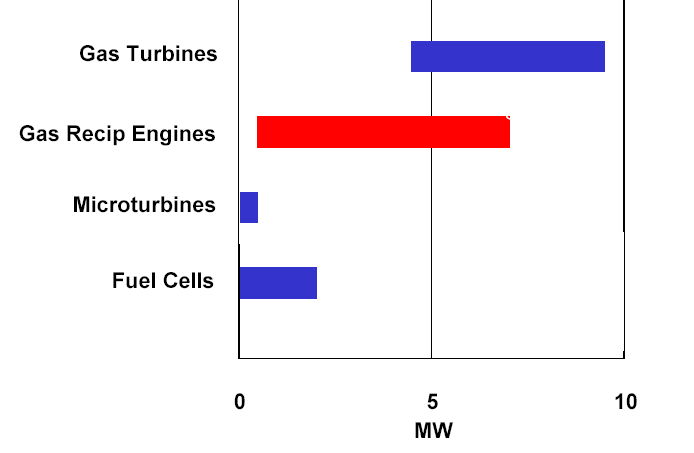 Gas Turbines
Gas Recip Engines
Microturbines
Fuel Cells
0 5 10
MW